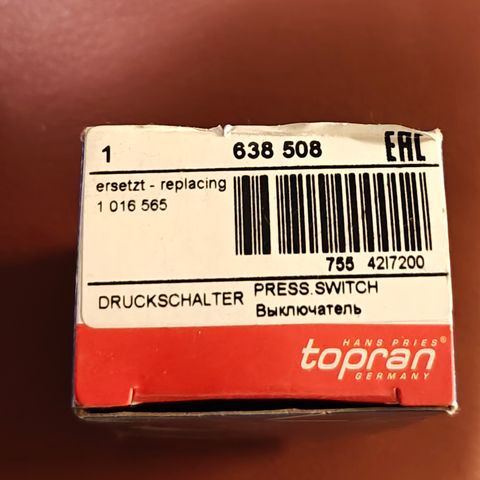 1 638 508 EAC
ersetzt - replacing
1 016 565
755 4217200
DRUCKSCHALTER PRESS.SWITCH
Выключатель
HANS PRIES
topran®
GERMANY